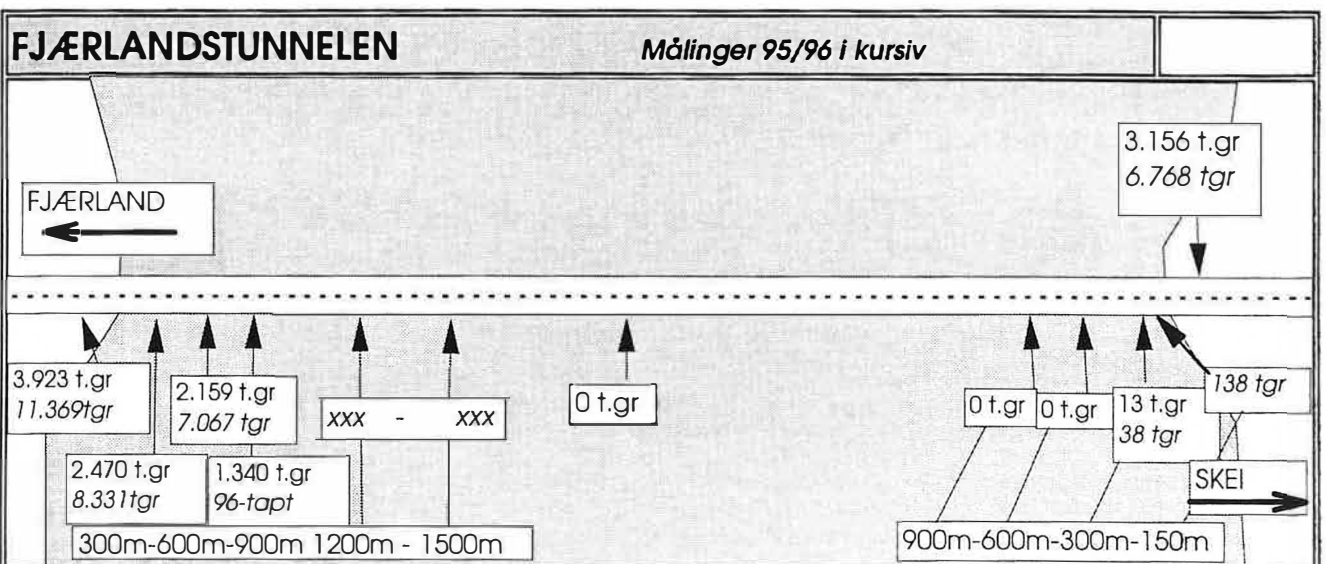 FJÆRLANDSTUNNELEN
Målinger 95/96 i kursiv
3.156 t.gr
6.768 tgr
FJÆRLAND
3.923 t.gr
11.369tgr
2.470 t.gr
8.331tgr
2.159 t.gr
7.067 tgr
1.340 t.gr
96-tapt
xxx - xxx
0 t.gr
0 t.gr
0 t.gr
13 t.gr
38 tgr
138 tgr
SKEI
300m-600m-900m 1200m - 1500m
900m-600m-300m-150m